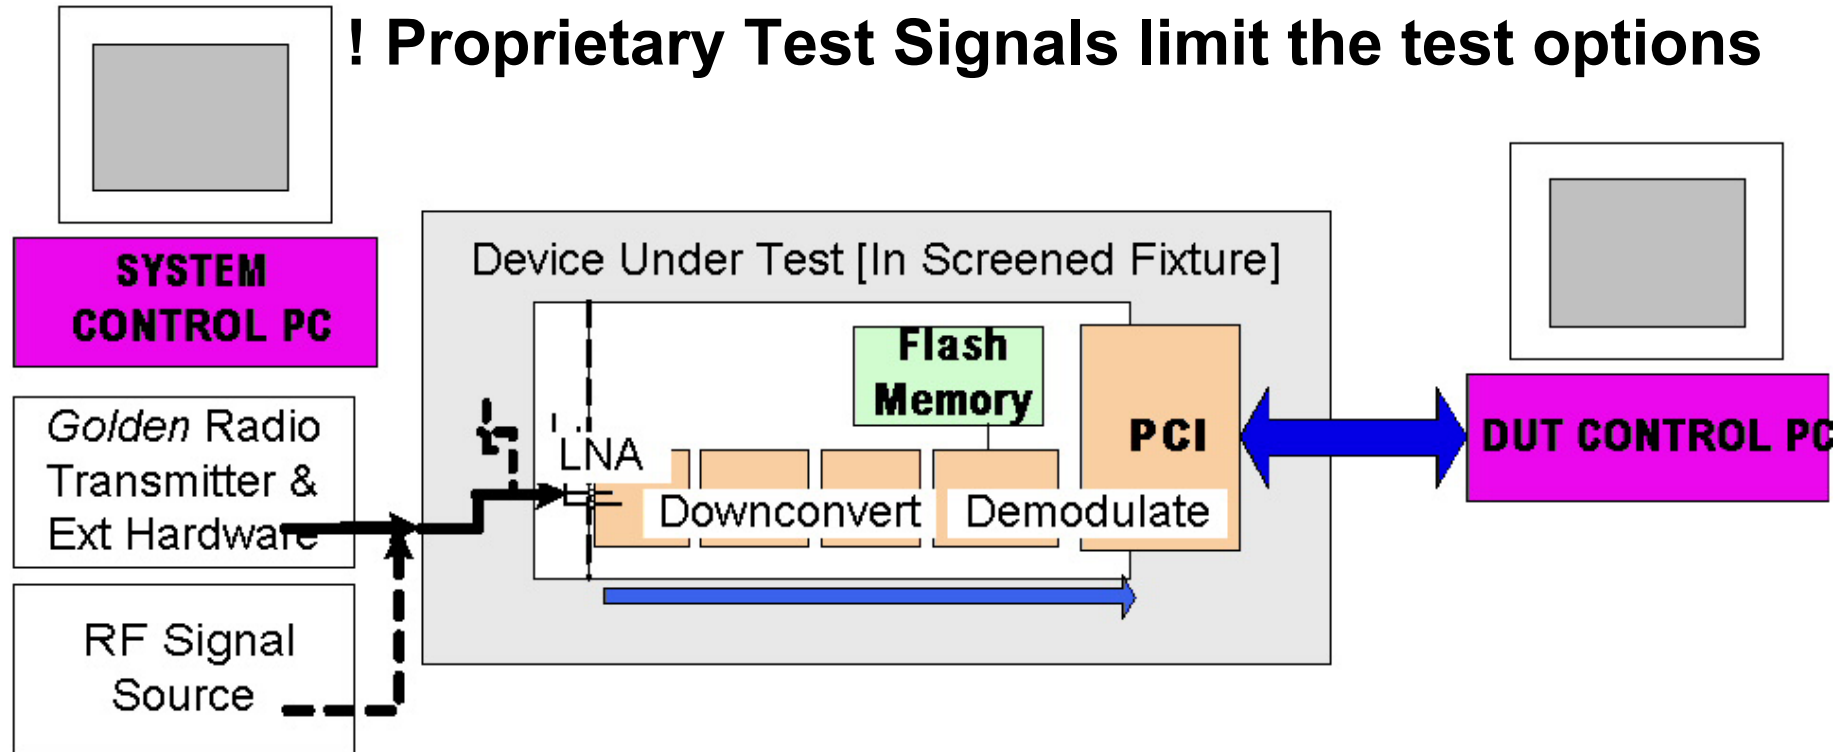 ! Proprietary Test Signals limit the test options
SYSTEM
CONTROL PC
Golden Radio
Transmitter &
Ext Hardware
RF Signal
Source
Device Under Test [In Screened Fixture]
Flash
Memory
LNA
Downconvert
Demodulate
PCI
DUT CONTROL PC